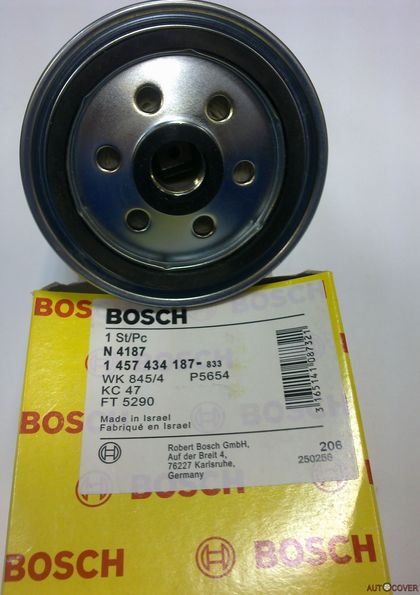 BOSCH
BOSCH
BOSCH
BOSCH
1 St/Pc
N 4187
1 457 434 187-833
WK 845/4 P5654
KC 47
FT 5290
Made in Israel
Fabriqué en Israel
3165141087321
Robert Bosch GmbH,
Auf der Breit 4,
76227 Karlsruhe,
Germany
206
250256
BOSCH
BOSCH
AUTOCOVER